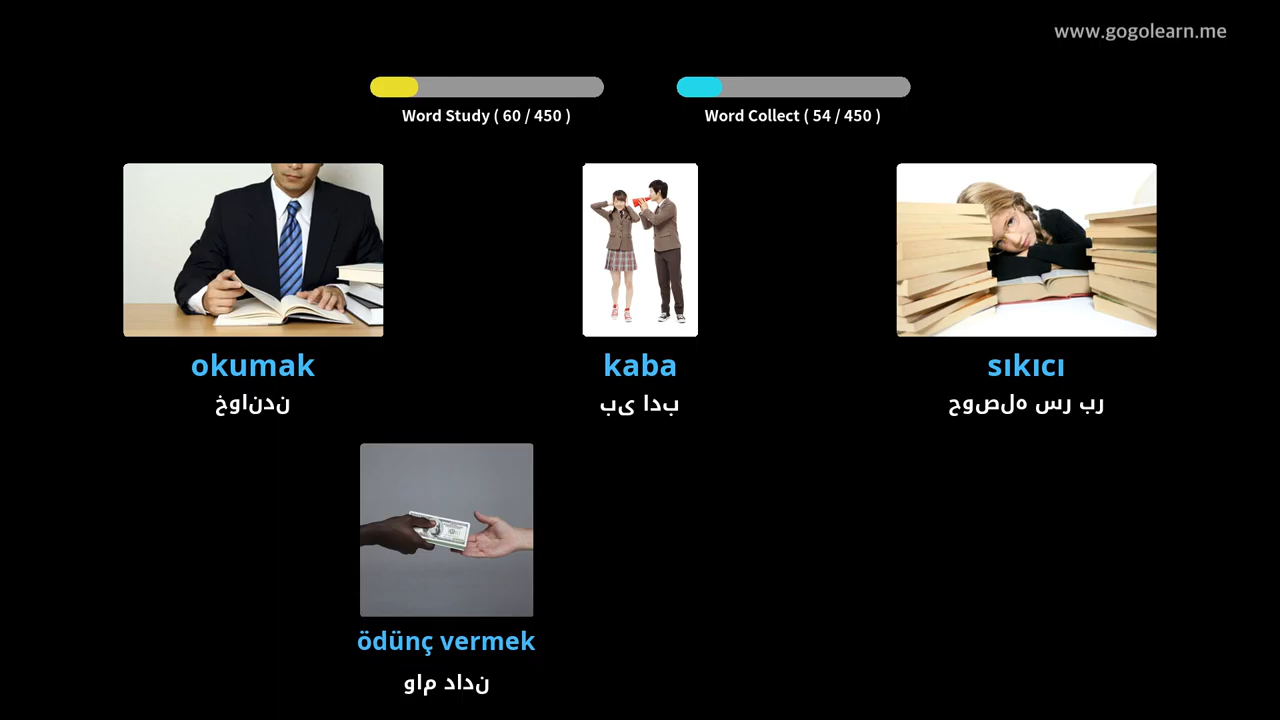 www.gogolearn.me
Word Study ( 60 / 450 )
Word Collect ( 54 / 450 )
okumak
خواندن
kaba
بی ادب
sıkıcı
حوصله سر بر
ödünç vermek
وام دادن